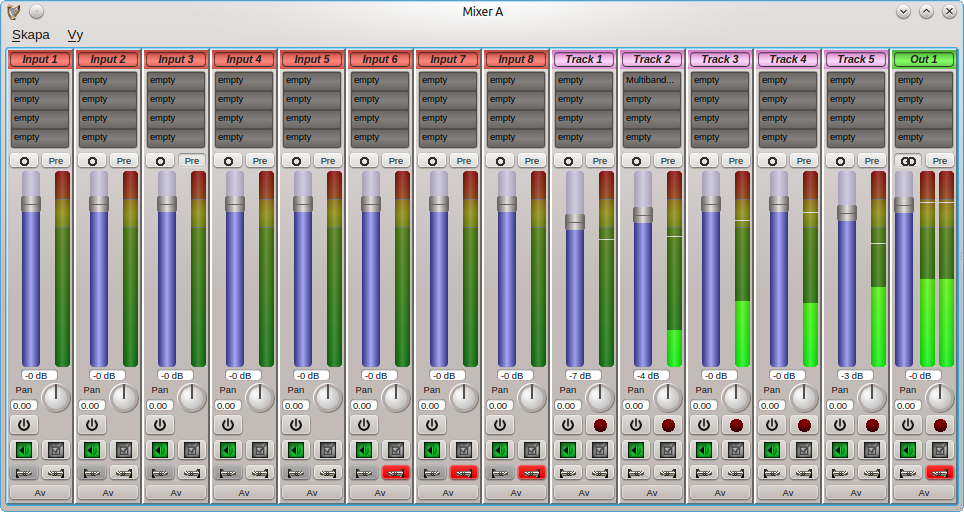 Mixer A
Skapa Vy
Input 1 Input 2 Input 3 Input 4 Input 5 Input 6 Input 7 Input 8 Track 1 Track 2 Track 3 Track 4 Track 5 Out 1
empty empty empty empty empty empty empty empty empty Multiband... empty empty empty empty
empty empty empty empty empty empty empty empty empty empty empty empty empty empty
empty empty empty empty empty empty empty empty empty empty empty empty empty empty
empty empty empty empty empty empty empty empty empty empty empty empty empty empty
Pre Pre Pre Pre Pre Pre Pre Pre Pre Pre Pre Pre Pre Pre
-0 dB -0 dB -0 dB -0 dB -0 dB -0 dB -0 dB -0 dB -7 dB -4 dB -0 dB -0 dB -3 dB -0 dB
Pan Pan Pan Pan Pan Pan Pan Pan Pan Pan Pan Pan Pan Pan
0.00 0.00 0.00 0.00 0.00 0.00 0.00 0.00 0.00 0.00 0.00 0.00 0.00 0.00
Av Av Av Av Av Av Av Av Av Av Av Av Av Av